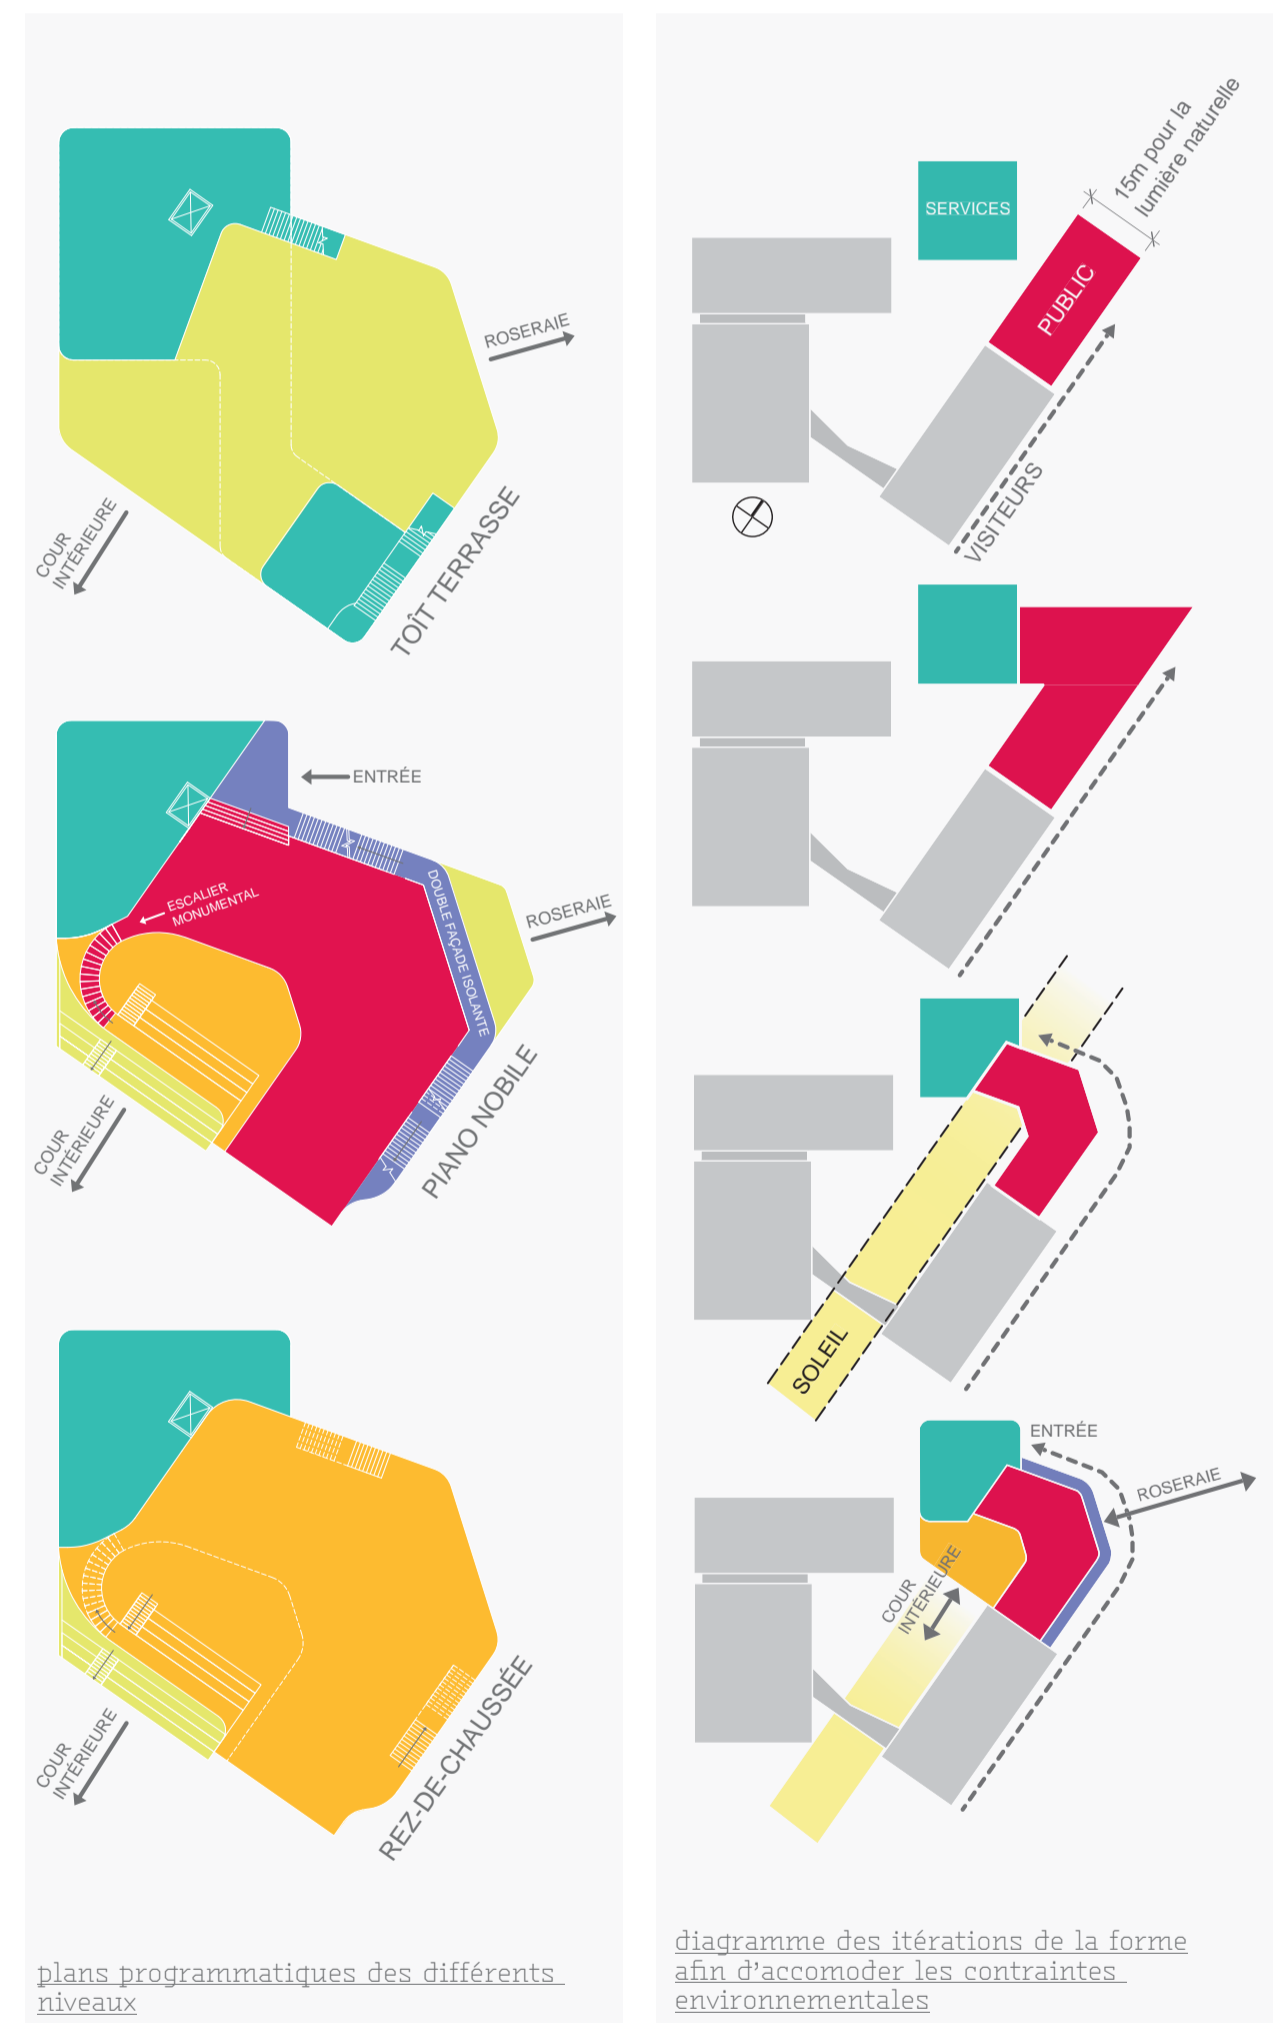 ROSERAIE
COUR
INTÉRIEURE
TOÎT TERRASSE
ENTRÉE
ESCALIER
MONUMENTAL
DOUBLE FAÇADE ISOLANTE
ROSERAIE
COUR
INTÉRIEURE
PIANO NOBILE
COUR
INTÉRIEURE
REZ-DE-CHAUSSÉE
plans programmatiques des différents
niveaux
15m pour la
lumière naturelle
SERVICES
PUBLIC
VISITEURS
SOLEIL
ENTRÉE
ROSERAIE
COUR
INTÉRIEURE
diagramme des itérations de la forme
afin d'accomoder les contraintes
environnementales